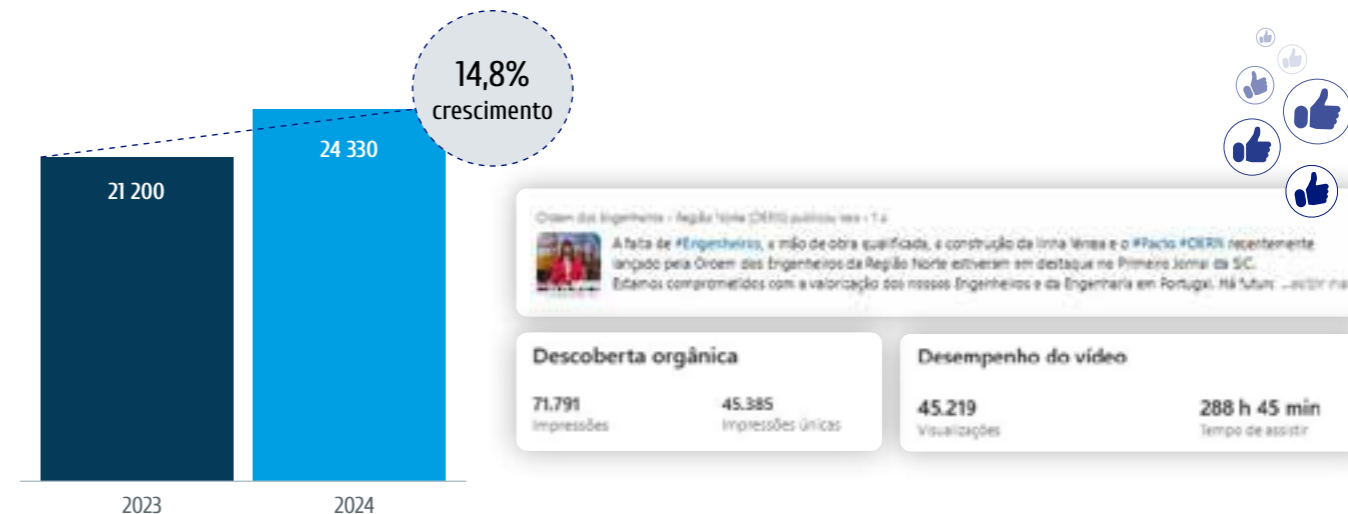 14,8%
crescimento
24 330
21 200
2023
2024
Ordem dos Engenheiros - Região Norte (OERN) publicou
A falta de #Engenheiros, a mão de obra qualificada, a construção da linha férrea e o #Pacto #OERN recentemente
lançado pela Ordem dos Engenheiros da Região Norte estiveram em destaque no Primeiro Jornal da SIC.
Estamos comprometidos com a valorização dos nossos Engenheiros e da Engenharia em Portugal. Há futuro
Descoberta orgânica
71.791
Impressões
45.385
Impressões únicas
Desempenho do vídeo
45.219
Visualizações
288 h 45 min
Tempo de assistir